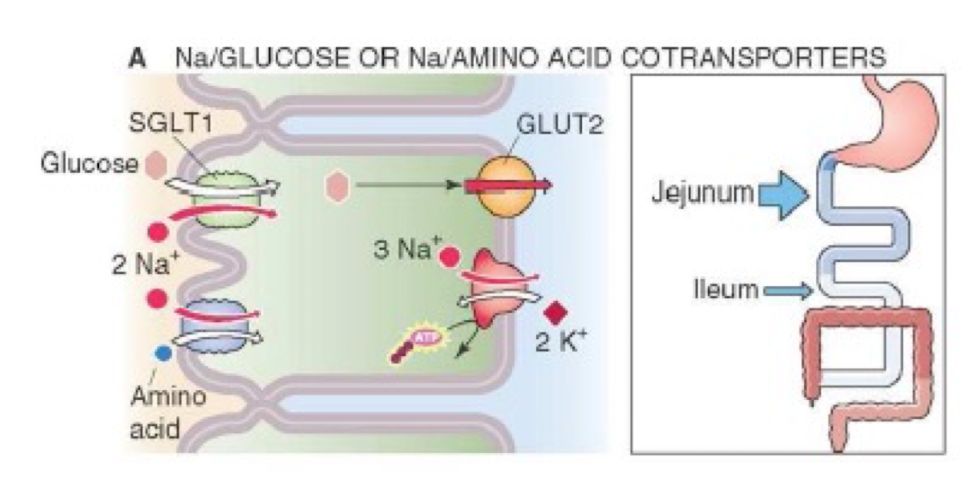 A Na/GLUCOSE OR Na/AMINO ACID COTRANSPORTERS
SGLT1
GLUT2
Glucose
Jejunum
3 Na⁺
2 Na⁺
Ileum
ATP
2 K⁺
Amino
acid